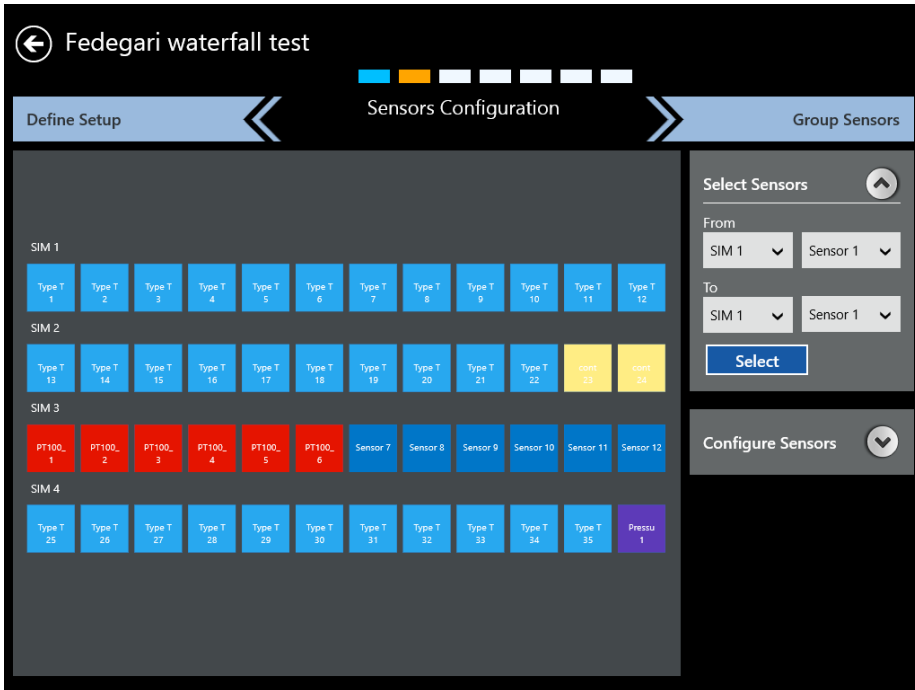 Fedegari waterfall test
Define Setup
Sensors Configuration
Group Sensors
SIM 1
Type T 1
Type T 2
Type T 3
Type T 4
Type T 5
Type T 6
Type T 7
Type T 8
Type T 9
Type T 10
Type T 11
Type T 12
SIM 2
Type T 13
Type T 14
Type T 15
Type T 16
Type T 17
Type T 18
Type T 19
Type T 20
Type T 21
Type T 22
cont 23
cont 24
SIM 3
PT100_ 1
PT100_ 2
PT100_ 3
PT100_ 4
PT100_ 5
PT100_ 6
Sensor 7
Sensor 8
Sensor 9
Sensor 10
Sensor 11
Sensor 12
SIM 4
Type T 25
Type T 26
Type T 27
Type T 28
Type T 29
Type T 30
Type T 31
Type T 32
Type T 33
Type T 34
Type T 35
Pressu 1
Select Sensors
From
SIM 1
Sensor 1
To
SIM 1
Sensor 1
Select
Configure Sensors